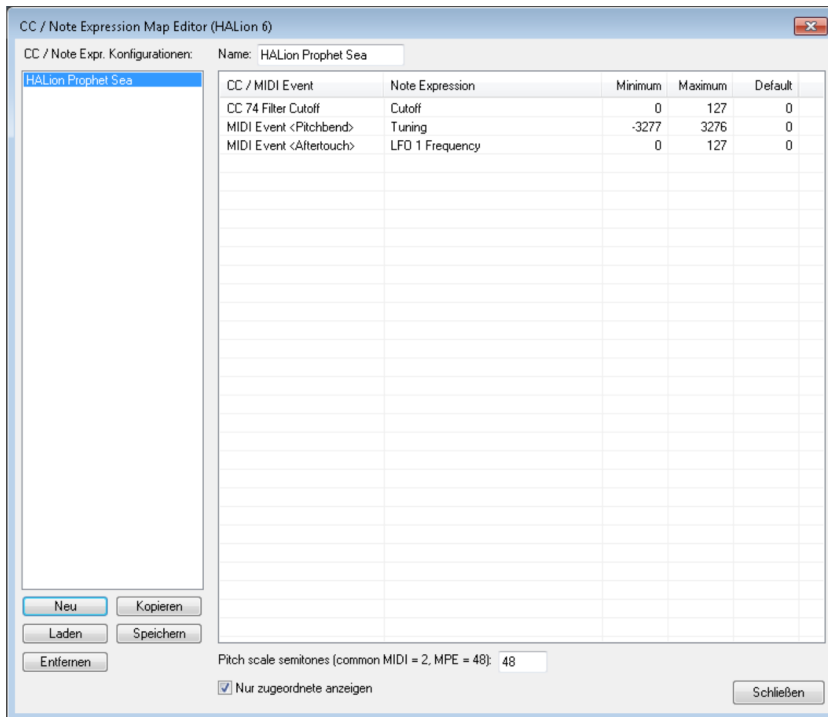 CC / Note Expression Map Editor (HALion 6)
CC / Note Expr. Konfigurationen:
Name: HALion Prophet Sea
HALion Prophet Sea
CC / MIDI Event Note Expression Minimum Maximum Default
CC 74 Filter Cutoff Cutoff 0 127 0
MIDI Event <Pitchbend> Tuning -3277 3276 0
MIDI Event <Aftertouch> LFO 1 Frequency 0 127 0
Neu Kopieren
Laden Speichern
Entfernen
Pitch scale semitones (common MIDI = 2, MPE = 48): 48
Nur zugeordnete anzeigen
Schließen